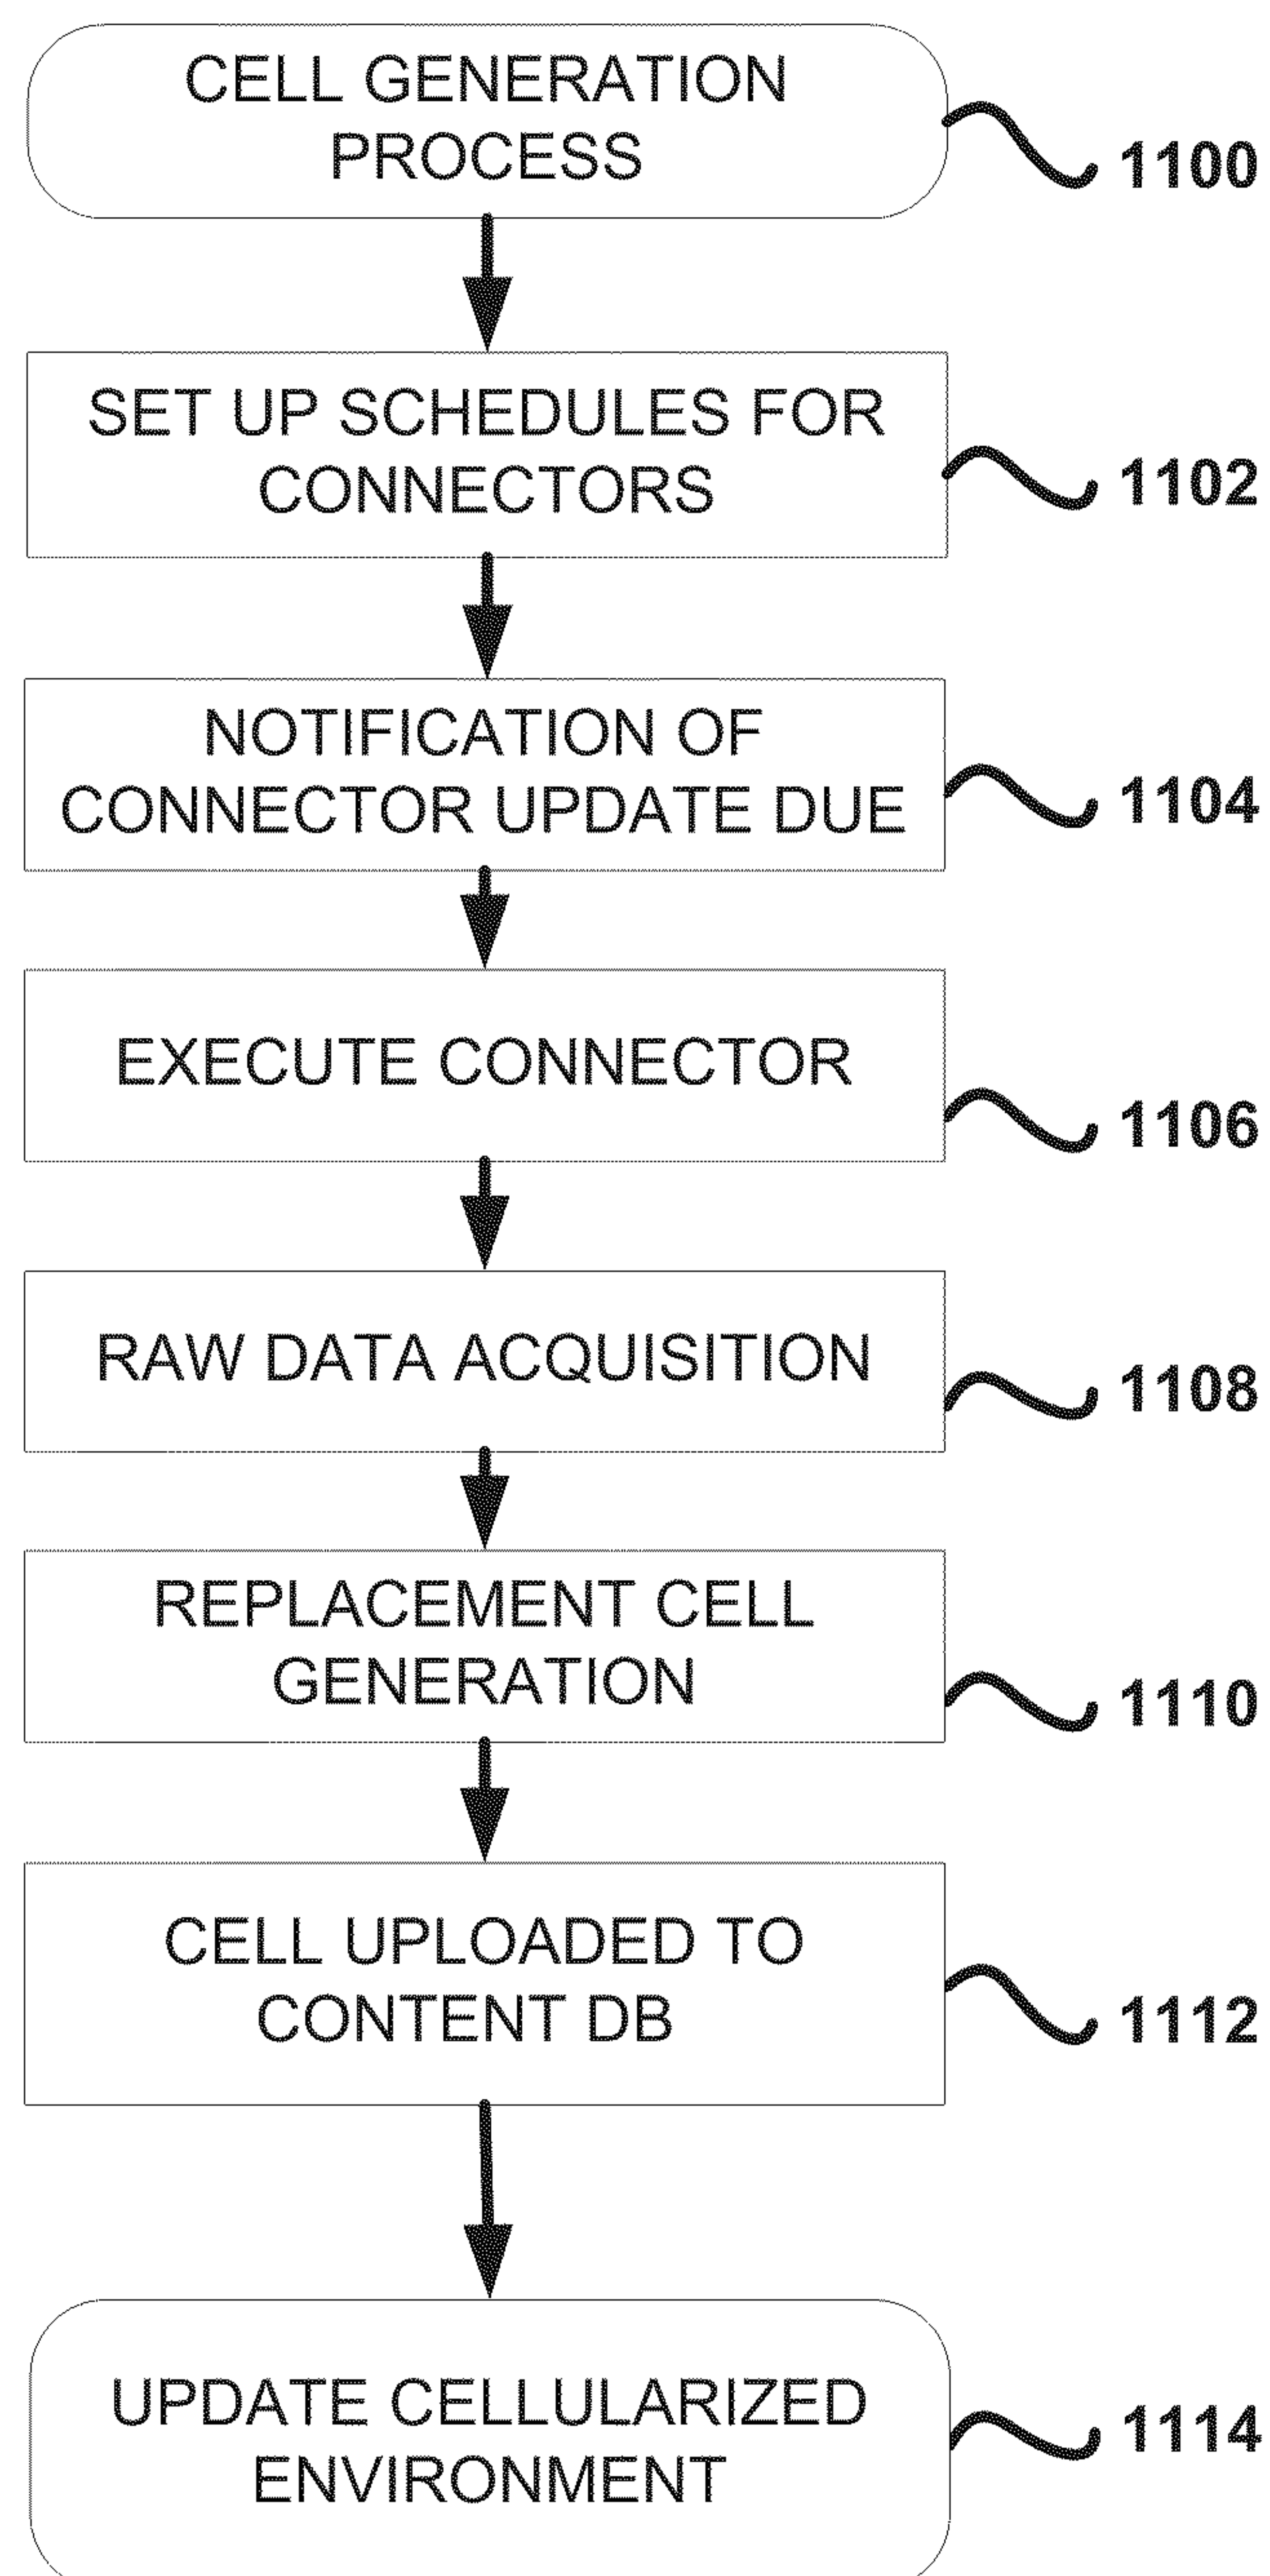 CELL GENERATION
PROCESS
1100
SET UP SCHEDULES FOR
CONNECTORS
1102
NOTIFICATION OF
CONNECTOR UPDATE DUE
1104
EXECUTE CONNECTOR
1106
RAW DATA ACQUISITION
1108
REPLACEMENT CELL
GENERATION
1110
CELL UPLOADED TO
CONTENT DB
1112
UPDATE CELLULARIZED
ENVIRONMENT
1114